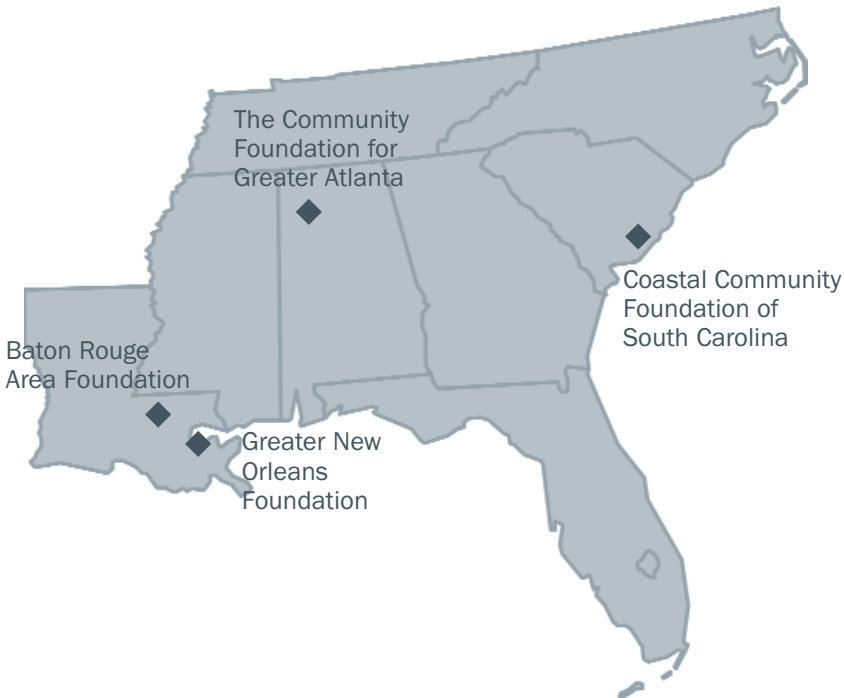 The Community
Foundation for
Greater Atlanta
Coastal Community
Foundation of
South Carolina
Baton Rouge
Area Foundation
Greater New
Orleans
Foundation